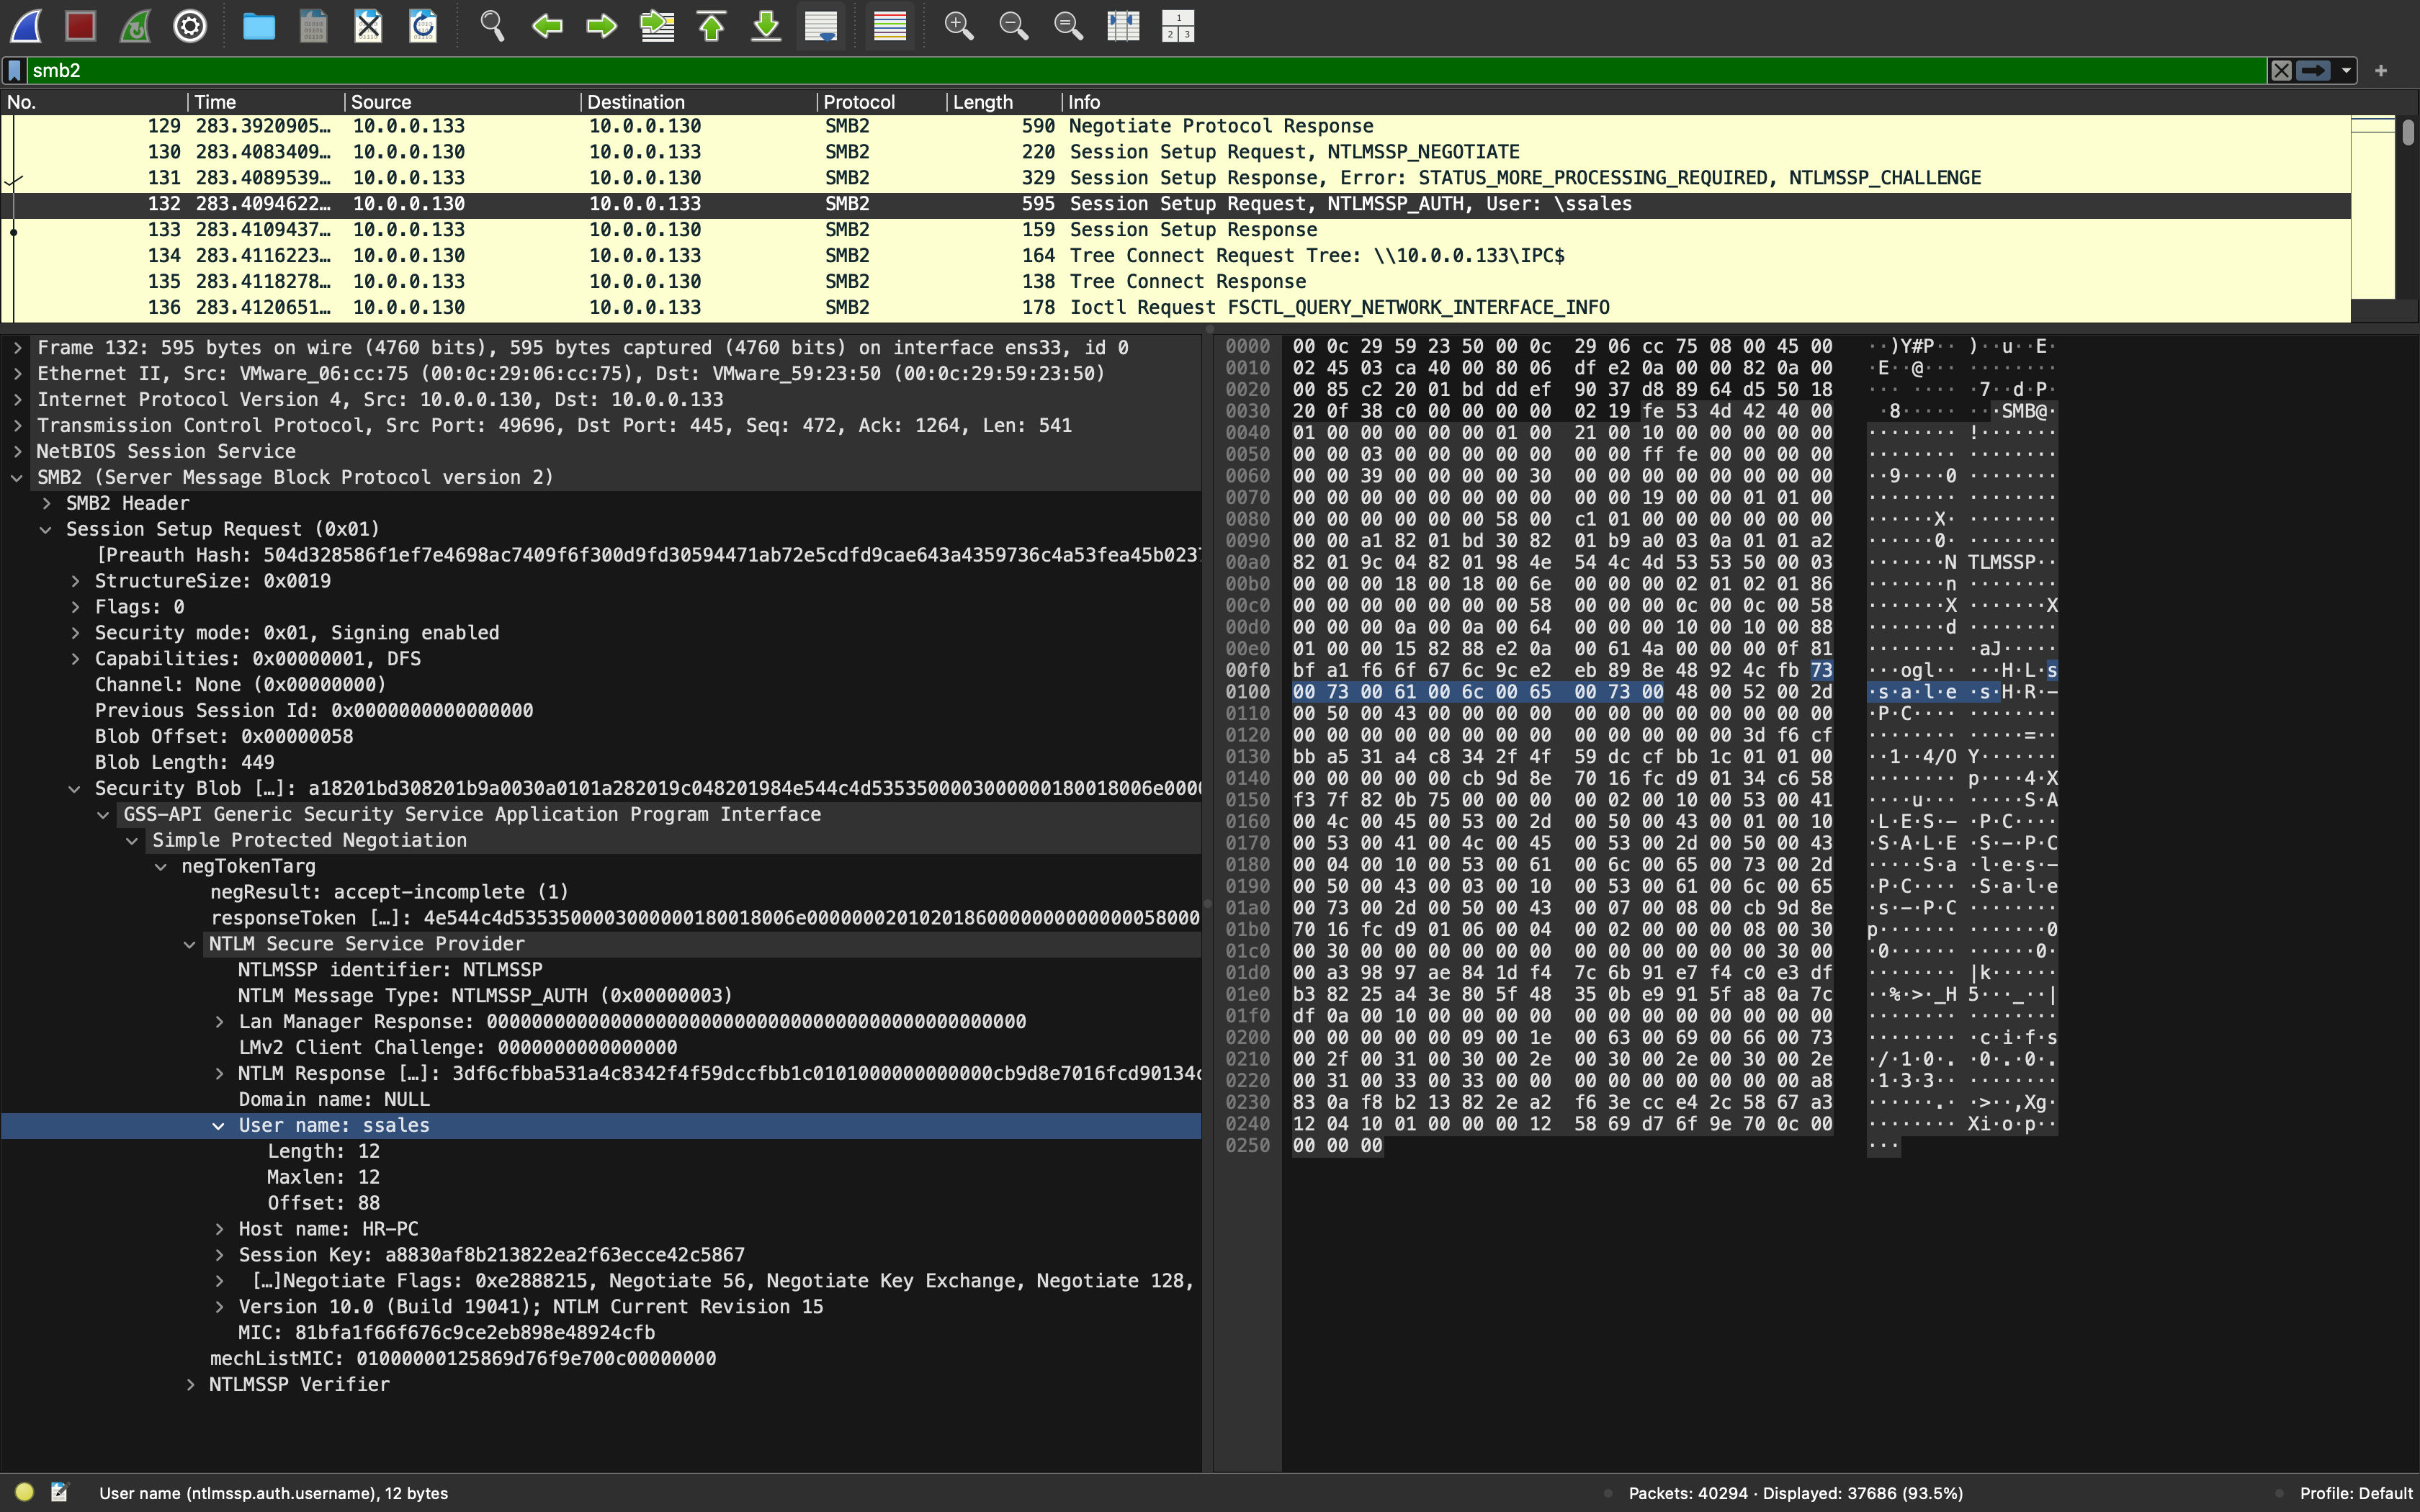 smb2
No. Time Source Destination Protocol Length Info
129 283.3920905… 10.0.0.133 10.0.0.130 SMB2 590 Negotiate Protocol Response
130 283.4083409… 10.0.0.130 10.0.0.133 SMB2 220 Session Setup Request, NTLMSSP_NEGOTIATE
131 283.4089539… 10.0.0.133 10.0.0.130 SMB2 329 Session Setup Response, Error: STATUS_MORE_PROCESSING_REQUIRED, NTLMSSP_CHALLENGE
132 283.4094622… 10.0.0.130 10.0.0.133 SMB2 595 Session Setup Request, NTLMSSP_AUTH, User: \ssales
133 283.4109437… 10.0.0.133 10.0.0.130 SMB2 159 Session Setup Response
134 283.4116223… 10.0.0.130 10.0.0.133 SMB2 164 Tree Connect Request Tree: \\10.0.0.133\IPC$
135 283.4118278… 10.0.0.133 10.0.0.130 SMB2 138 Tree Connect Response
136 283.4120651… 10.0.0.130 10.0.0.133 SMB2 178 Ioctl Request FSCTL_QUERY_NETWORK_INTERFACE_INFO
Frame 132: 595 bytes on wire (4760 bits), 595 bytes captured (4760 bits) on interface ens33, id 0
Ethernet II, Src: VMware_06:cc:75 (00:0c:29:06:cc:75), Dst: VMware_59:23:50 (00:0c:29:59:23:50)
Internet Protocol Version 4, Src: 10.0.0.130, Dst: 10.0.0.133
Transmission Control Protocol, Src Port: 49696, Dst Port: 445, Seq: 472, Ack: 1264, Len: 541
NetBIOS Session Service
SMB2 (Server Message Block Protocol version 2)
SMB2 Header
Session Setup Request (0x01)
[Preauth Hash: 504d328586f1ef7e4698ac7409f6f300d9fd30594471ab72e5cdfd9cae643a4359736c4a53fea45b0237
StructureSize: 0x0019
Flags: 0
Security mode: 0x01, Signing enabled
Capabilities: 0x00000001, DFS
Channel: None (0x00000000)
Previous Session Id: 0x0000000000000000
Blob Offset: 0x00000058
Blob Length: 449
Security Blob […]: a18201bd308201b9a0030a0101a282019c048201984e544c4d5353500003000000180018006e0000
GSS-API Generic Security Service Application Program Interface
Simple Protected Negotiation
negTokenTarg
negResult: accept-incomplete (1)
responseToken […]: 4e544c4d5353500003000000180018006e0000000201020186000000000000005800
NTLM Secure Service Provider
NTLMSSP identifier: NTLMSSP
NTLM Message Type: NTLMSSP_AUTH (0x00000003)
Lan Manager Response: 000000000000000000000000000000000000000000000000
LMv2 Client Challenge: 0000000000000000
NTLM Response […]: 3df6cfbba531a4c8342f4f59dccfbb1c0101000000000000cb9d8e7016fcd90134c
Domain name: NULL
User name: ssales
Length: 12
Maxlen: 12
Offset: 88
Host name: HR-PC
Session Key: a8830af8b213822ea2f63ecce42c5867
[…]Negotiate Flags: 0xe2888215, Negotiate 56, Negotiate Key Exchange, Negotiate 128,
Version 10.0 (Build 19041); NTLM Current Revision 15
MIC: 81bfa1f66f676c9ce2eb898e48924cfb
mechListMIC: 01000000125869d76f9e700c00000000
NTLMSSP Verifier
0000 00 0c 29 59 23 50 00 0c 29 06 cc 75 08 00 45 00 ··)Y#P·· )··u··E·
0010 02 45 03 ca 40 00 80 06 df e2 0a 00 00 82 0a 00 ·E··@··· ········
0020 00 85 c2 20 01 bd dd ef 90 37 d8 89 64 d5 50 18 ··· ···· ·7··d·P·
0030 20 0f 38 c0 00 00 00 00 02 19 fe 53 4d 42 40 00 ·8····· ···SMB@·
0040 01 00 00 00 00 00 01 00 21 00 10 00 00 00 00 00 ········ !·······
0050 00 00 03 00 00 00 00 00 00 00 ff fe 00 00 00 00 ········ ········
0060 00 00 39 00 00 00 00 30 00 00 00 00 00 00 00 00 ··9····0 ········
0070 00 00 00 00 00 00 00 00 00 00 19 00 00 01 01 00 ········ ········
0080 00 00 00 00 00 00 58 00 c1 01 00 00 00 00 00 00 ······X· ········
0090 00 00 a1 82 01 bd 30 82 01 b9 a0 03 0a 01 01 a2 ······0· ········
00a0 82 01 9c 04 82 01 98 4e 54 4c 4d 53 53 50 00 03 ·······N TLMSSP··
00b0 00 00 00 18 00 18 00 6e 00 00 00 02 01 02 01 86 ·······n ········
00c0 00 00 00 00 00 00 00 58 00 00 00 0c 00 0c 00 58 ·······X ·······X
00d0 00 00 00 0a 00 0a 00 64 00 00 00 10 00 10 00 88 ·······d ········
00e0 01 00 00 15 82 88 e2 0a 00 61 4a 00 00 00 0f 81 ········ ·aJ·····
00f0 bf a1 f6 6f 67 6c 9c e2 eb 89 8e 48 92 4c fb 73 ···ogl·· ···H·L·s
0100 00 73 00 61 00 6c 00 65 00 73 00 48 00 52 00 2d ·s·a·l·e ·s·H·R·-
0110 00 50 00 43 00 00 00 00 00 00 00 00 00 00 00 00 ·P·C···· ········
0120 00 00 00 00 00 00 00 00 00 00 00 00 00 3d f6 cf ········ ·····=··
0130 bb a5 31 a4 c8 34 2f 4f 59 dc cf bb 1c 01 01 00 ··1··4/O Y·······
0140 00 00 00 00 00 cb 9d 8e 70 16 fc d9 01 34 c6 58 ········ p····4·X
0150 f3 7f 82 0b 75 00 00 00 00 02 00 10 00 53 00 41 ····u··· ·····S·A
0160 00 4c 00 45 00 53 00 2d 00 50 00 43 00 01 00 10 ·L·E·S·- ·P·C····
0170 00 53 00 41 00 4c 00 45 00 53 00 2d 00 50 00 43 ·S·A·L·E ·S·-·P·C
0180 00 04 00 10 00 53 00 61 00 6c 00 65 00 73 00 2d ·····S·a ·l·e·s·-
0190 00 50 00 43 00 03 00 10 00 53 00 61 00 6c 00 65 ·P·C···· ·S·a·l·e
01a0 00 73 00 2d 00 50 00 43 00 07 00 08 00 cb 9d 8e ·s·-·P·C ········
01b0 70 16 fc d9 01 06 00 04 00 02 00 00 00 08 00 30 p······· ·······0
01c0 00 30 00 00 00 00 00 00 00 00 00 00 00 00 30 00 ·0······ ······0·
01d0 00 a3 98 97 ae 84 1d f4 7c 6b 91 e7 f4 c0 e3 df ········ |k······
01e0 b3 82 25 a4 3e 80 5f 48 35 0b e9 91 5f a8 0a 7c ··%·>·_H 5···_··|
01f0 df 0a 00 10 00 00 00 00 00 00 00 00 00 00 00 00 ········ ········
0200 00 00 00 00 00 09 00 1e 00 63 00 69 00 66 00 73 ········ ·c·i·f·s
0210 00 2f 00 31 00 30 00 2e 00 30 00 2e 00 30 00 2e ·/·1·0·. ·0·.·0·.
0220 00 31 00 33 00 33 00 00 00 00 00 00 00 00 00 a8 ·1·3·3·· ········
0230 83 0a f8 b2 13 82 2e a2 f6 3e cc e4 2c 58 67 a3 ······.· ·>··,Xg·
0240 12 04 10 01 00 00 00 12 58 69 d7 6f 9e 70 0c 00 ········ Xi·o·p··
0250 00 00 00 ···
User name (ntlmssp.auth.username), 12 bytes
Packets: 40294 · Displayed: 37686 (93.5%)
Profile: Default